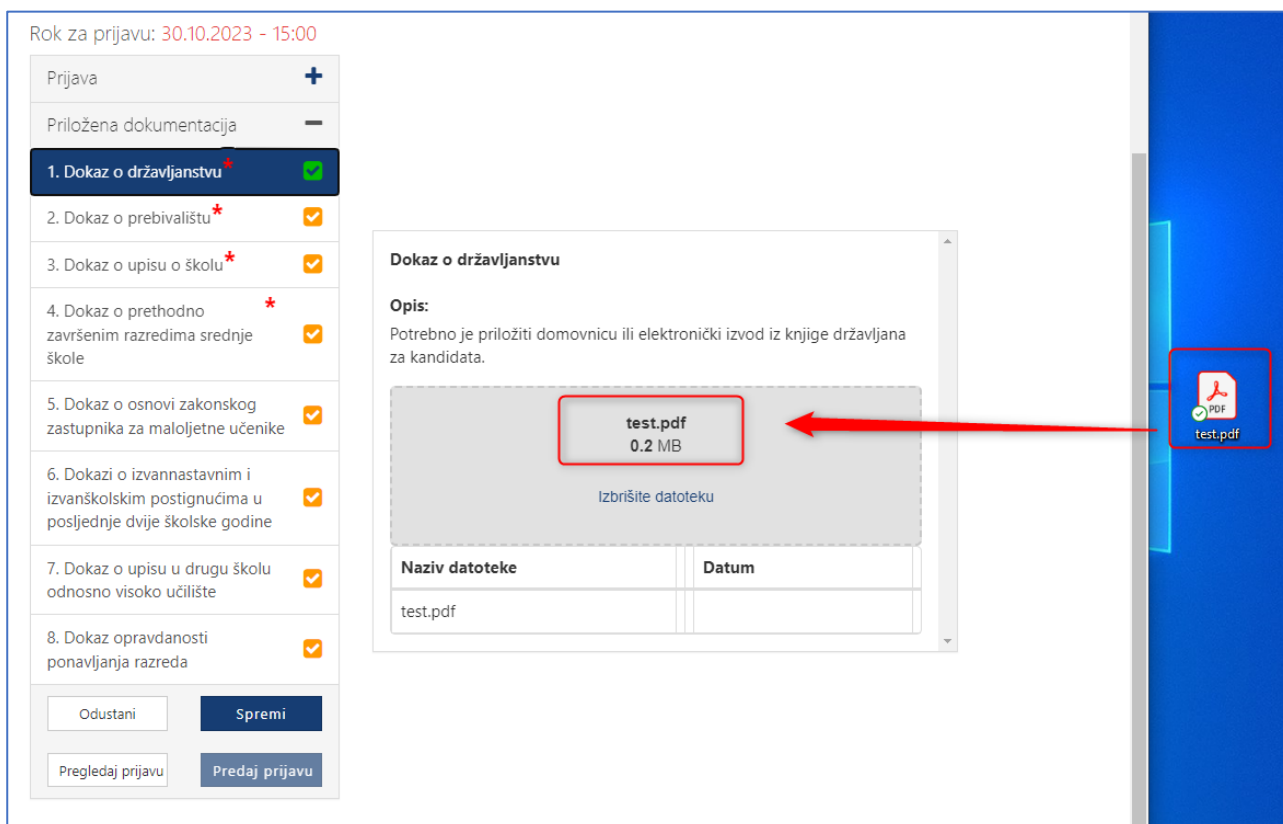 Rok za prijavu: 30.10.2023 - 15:00
Prijava
Priložena dokumentacija
1. Dokaz o državljanstvu*
2. Dokaz o prebivalištu*
3. Dokaz o upisu o školu*
4. Dokaz o prethodno *
završenim razredima srednje
škole
5. Dokaz o osnovi zakonskog
zastupnika za maloljetne učenike
6. Dokazi o izvannastavnim i
izvanškolskim postignućima u
posljednje dvije školske godine
7. Dokaz o upisu u drugu školu
odnosno visoko učilište
8. Dokaz opravdanosti
ponavljanja razreda
Odustani
Spremi
Pregledaj prijavu
Predaj prijavu
Dokaz o državljanstvu
Opis:
Potrebno je priložiti domovnicu ili elektronički izvod iz knjige državljana
za kandidata.
test.pdf
0.2 MB
Izbrišite datoteku
Naziv datoteke
Datum
test.pdf
PDF
test.pdf